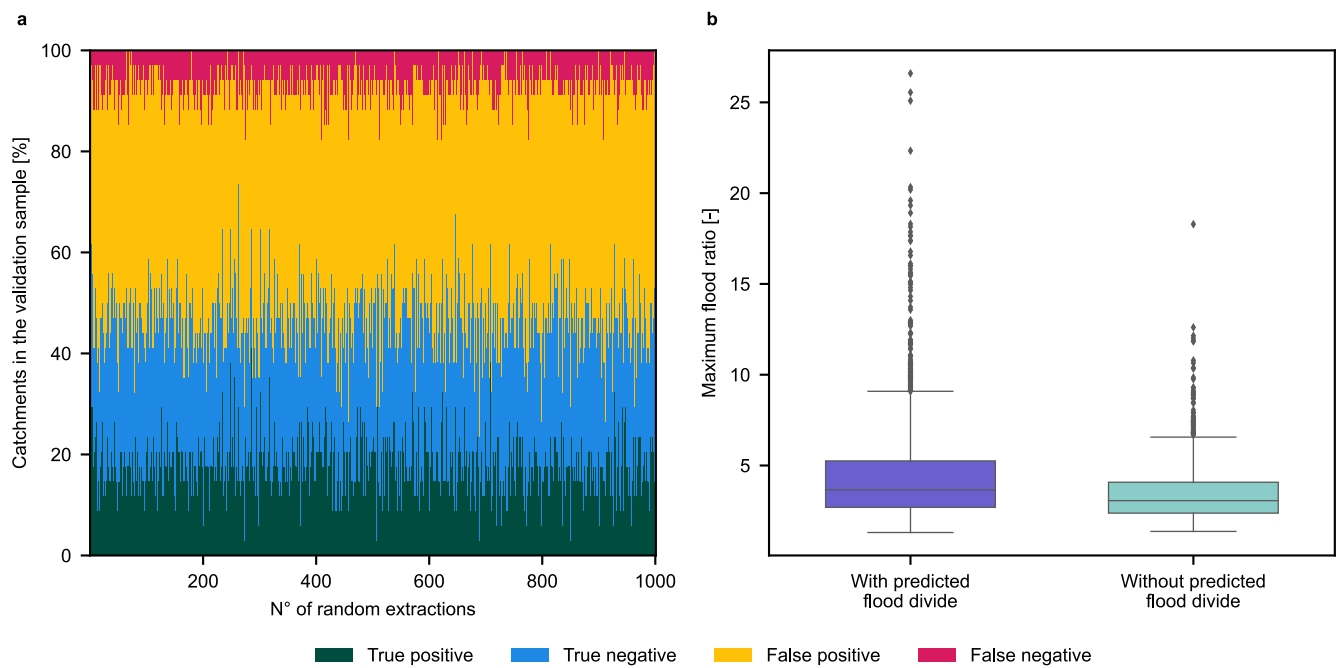 a
Catchments in the validation sample [%]
100
80
60
40
20
0
200
400
600
800
1000
N° of random extractions
b
Maximum flood ratio [-]
25
20
15
10
5
With predicted
flood divide
Without predicted
flood divide
True positive
True negative
False positive
False negative